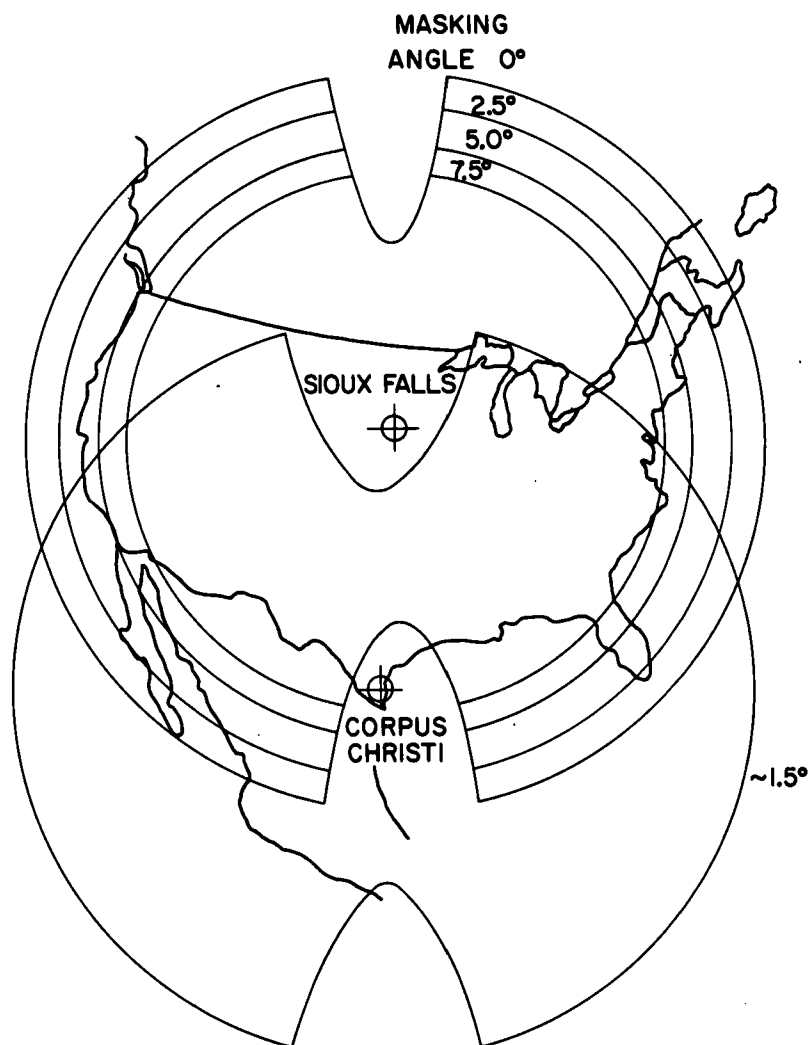 MASKING
ANGLE 0°
2.5°
5.0°
7.5°
SIOUX FALLS
CORPUS
CHRISTI
~1.5°